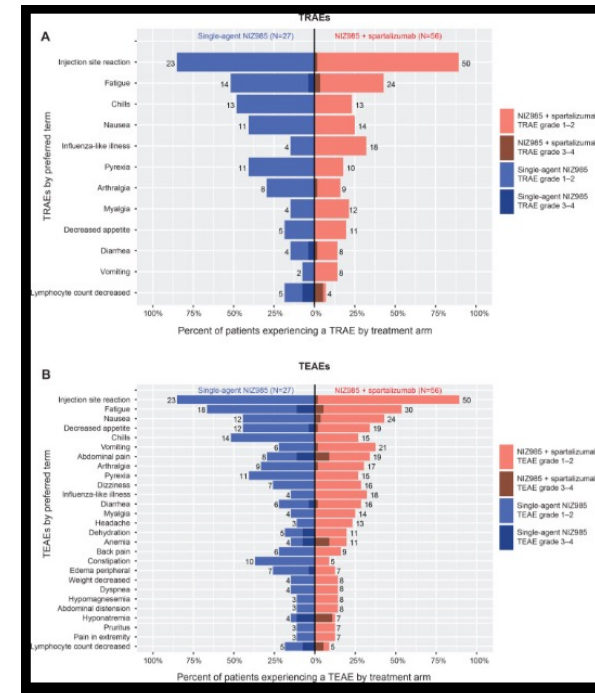 TRAEs
A
Single-agent NIZ985 (N=27) NIZ985 + spartalizumab (N=56)
TRAEs by preferred term
Injection site reaction 23 50
Fatigue 14 24
Chills 13 13
Nausea 11 14
Influenza-like illness 4 18
Pyrexia 11 10
Arthralgia 8 9
Myalgia 4 12
Decreased appetite 5 11
Diarrhea 4 8
Vomiting 2 8
Lymphocyte count decreased 5 4
100% 75% 50% 25% 0% 25% 50% 75% 100%
Percent of patients experiencing a TRAE by treatment arm
NIZ985 + spartalizumab
TRAE grade 1–2
NIZ985 + spartalizumab
TRAE grade 3–4
Single-agent NIZ985
TRAE grade 1–2
Single-agent NIZ985
TRAE grade 3–4
TEAEs
B
Single-agent NIZ985 (N=27) NIZ985 + spartalizumab (N=56)
TEAEs by preferred term
Injection site reaction 23 50
Fatigue 18 30
Nausea 12 24
Decreased appetite 12 19
Chills 14 15
Vomiting 6 21
Abdominal pain 8 19
Arthralgia 9 17
Pyrexia 11 15
Dizziness 7 16
Influenza-like illness 4 18
Diarrhea 6 16
Myalgia 4 14
Headache 3 13
Dehydration 5 11
Anemia 4 11
Back pain 6 9
Constipation 10 5
Edema peripheral 7 7
Weight decreased 4 8
Dyspnea 4 8
Hypomagnesemia 3 8
Abdominal distension 3 8
Hyponatremia 4 7
Pruritus 3 7
Pain in extremity 3 7
Lymphocyte count decreased 5 5
100% 75% 50% 25% 0% 25% 50% 75% 100%
Percent of patients experiencing a TEAE by treatment arm
NIZ985 + spartalizumab
TEAE grade 1–2
NIZ985 + spartalizumab
TEAE grade 3–4
Single-agent NIZ985
TEAE grade 1–2
Single-agent NIZ985
TEAE grade 3–4